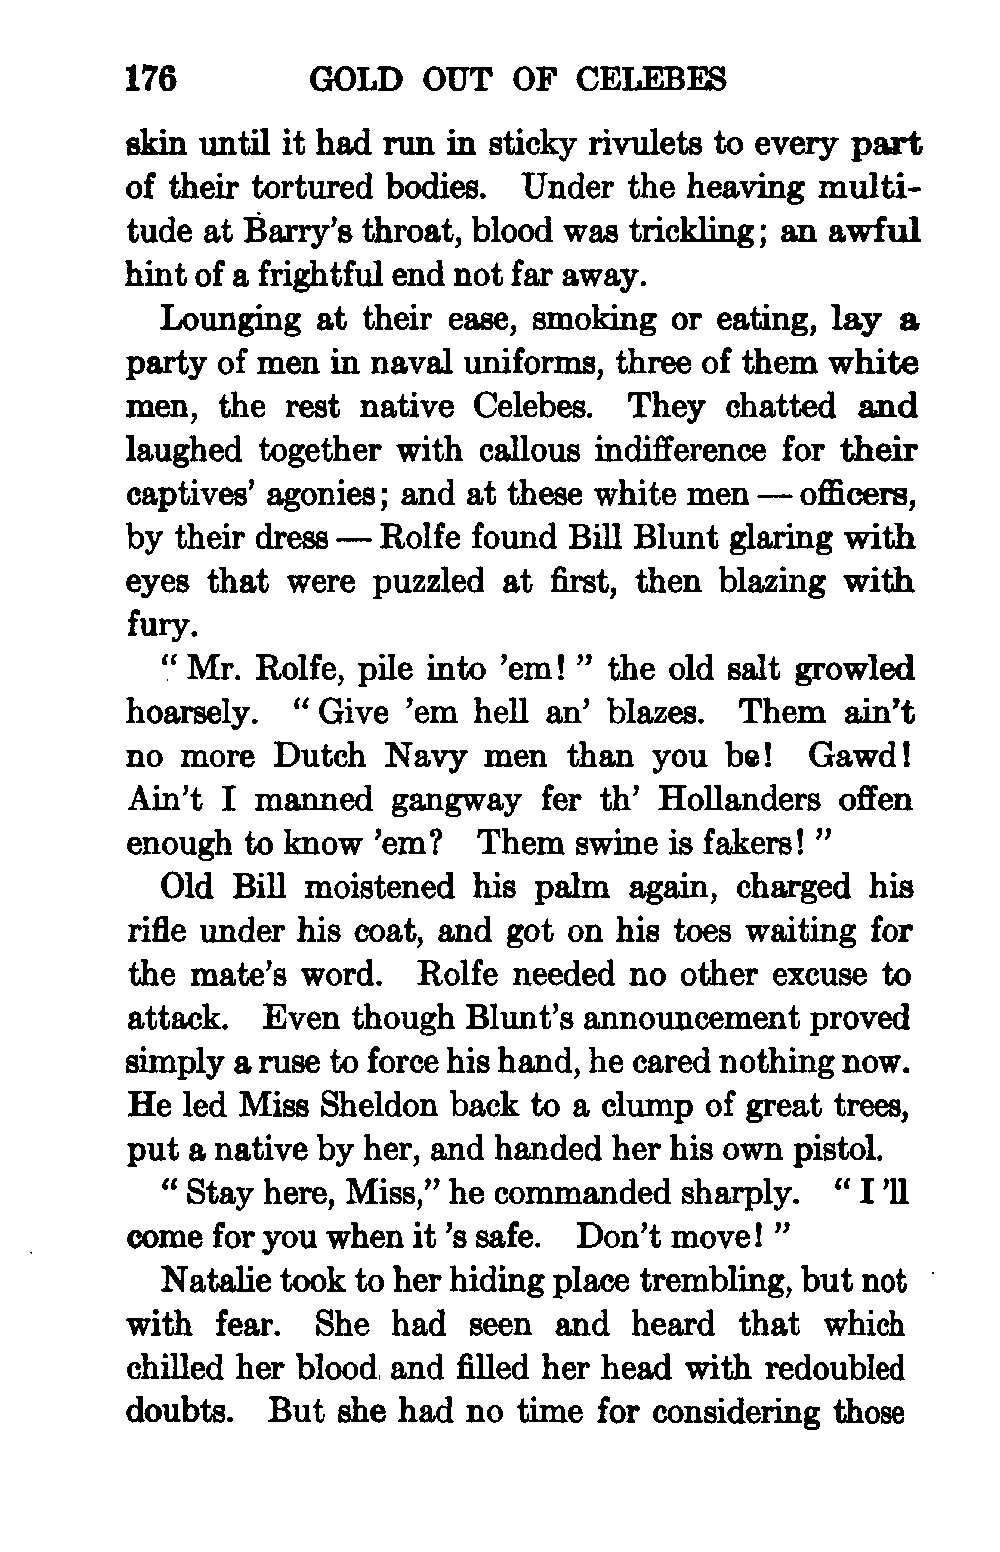 176 GOLD OUT OF CELEBES
skin until it had run in sticky rivulets to every part
of their tortured bodies. Under the heaving multi-
tude at Barry's throat, blood was trickling; an awful
hint of a frightful end not far away.
Lounging at their ease, smoking or eating, lay a
party of men in naval uniforms, three of them white
men, the rest native Celebes. They chatted and
laughed together with callous indifference for their
captives' agonies; and at these white men — officers,
by their dress — Rolfe found Bill Blunt glaring with
eyes that were puzzled at first, then blazing with
fury.
" Mr. Rolfe, pile into 'em! " the old salt growled
hoarsely. " Give 'em hell an' blazes. Them ain't
no more Dutch Navy men than you be! Gawd!
Ain't I manned gangway fer th' Hollanders offen
enough to know 'em? Them swine is fakers! "
Old Bill moistened his palm again, charged his
rifle under his coat, and got on his toes waiting for
the mate's word. Rolfe needed no other excuse to
attack. Even though Blunt's announcement proved
simply a ruse to force his hand, he cared nothing now.
He led Miss Sheldon back to a clump of great trees,
put a native by her, and handed her his own pistol.
" Stay here, Miss," he commanded sharply. " I 'll
come for you when it 's safe. Don't move! "
Natalie took to her hiding place trembling, but not
with fear. She had seen and heard that which
chilled her blood and filled her head with redoubled
doubts. But she had no time for considering those